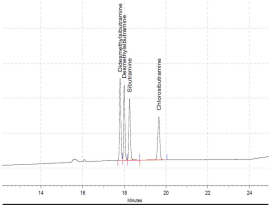 Didesmethylsibutramine
Desmethylsibutramine
Sibutramine
Chlorosibutramine
14 16 18 20 22 24
Minutes